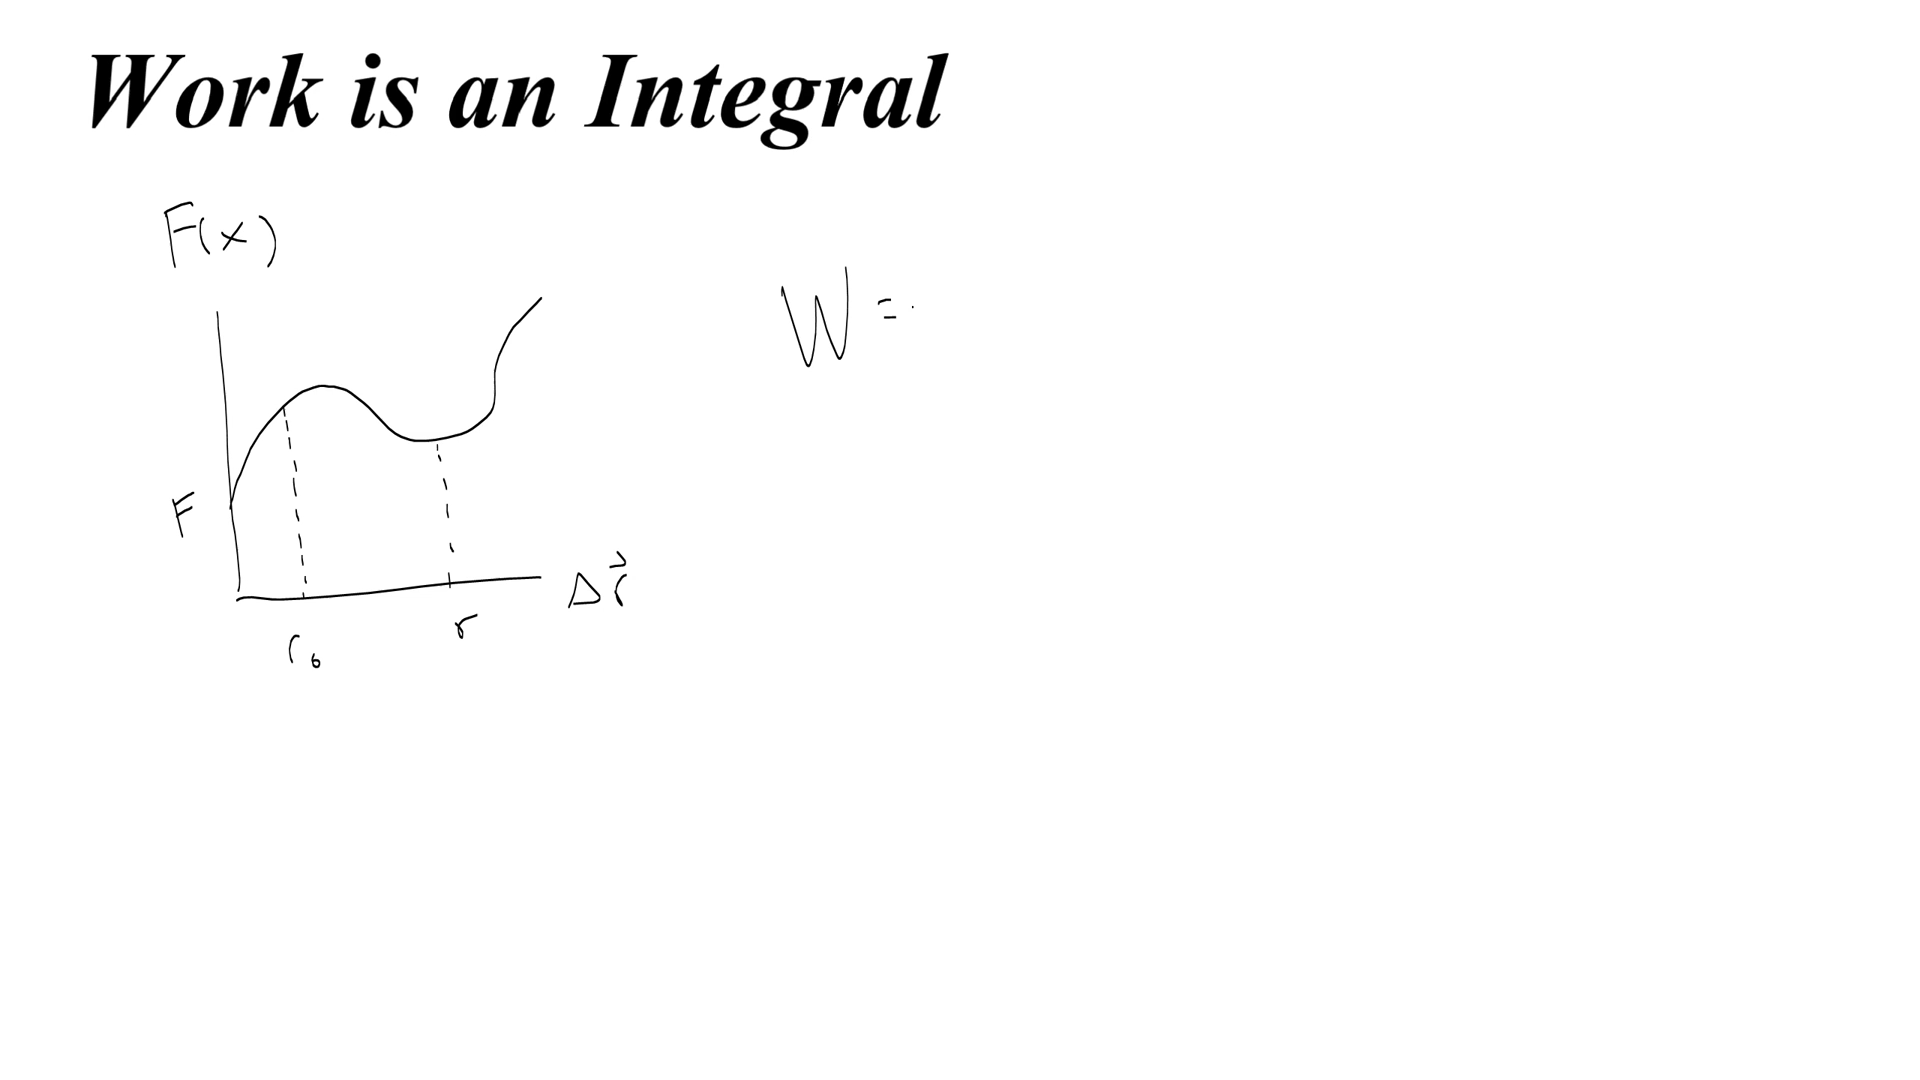 Work is an Integral
F(x)
W =
F
Δr⃗
r₀
r